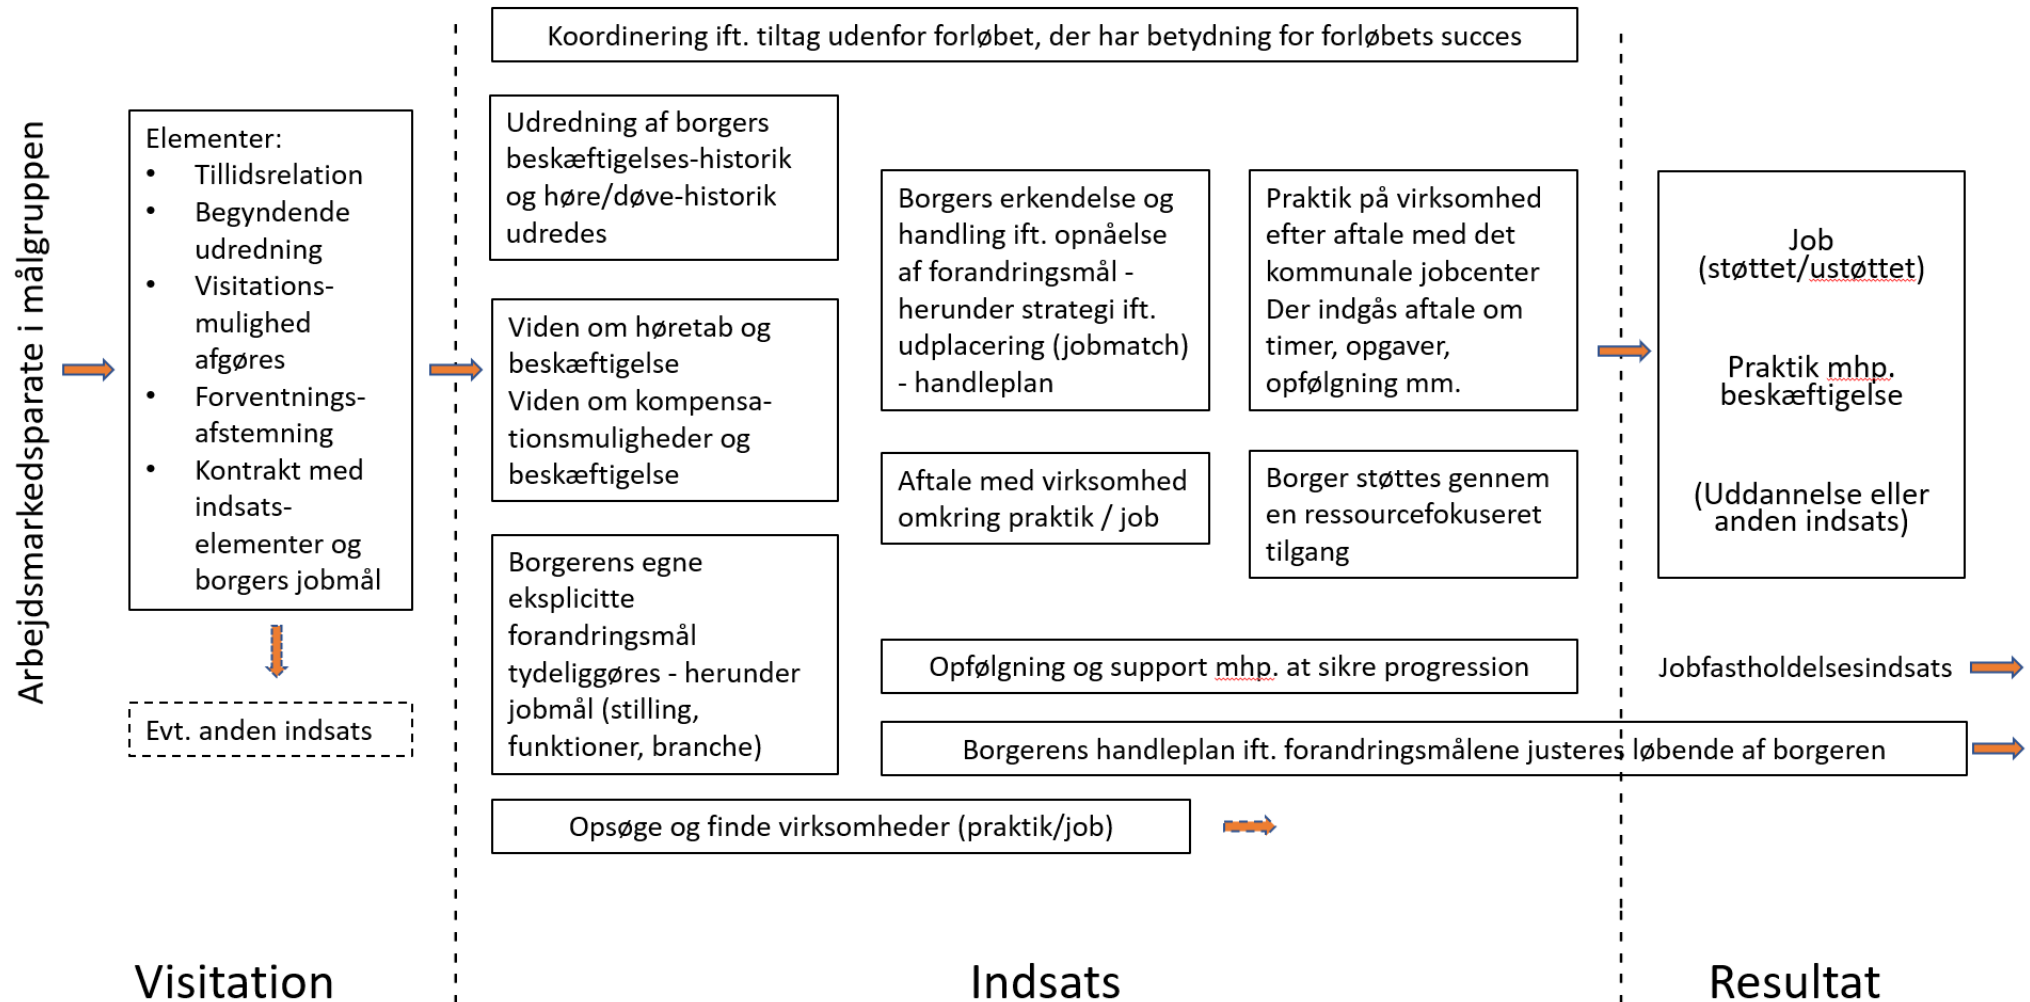 Arbejdsmarkedsparate i målgruppen
Elementer:
• Tillidsrelation
• Begyndende
udredning
• Visitations-
mulighed
afgøres
• Forventnings-
afstemning
• Kontrakt med
indsats-
elementer og
borgers jobmål
Evt. anden indsats
Visitation
Koordinering ift. tiltag udenfor forløbet, der har betydning for forløbets succes
Udredning af borgers
beskæftigelses-historik
og høre/døve-historik
udredes
Viden om høretab og
beskæftigelse
Viden om kompensa-
tionsmuligheder og
beskæftigelse
Borgerens egne
eksplicitte
forandringsmål
tydeliggøres - herunder
jobmål (stilling,
funktioner, branche)
Borgers erkendelse og
handling ift. opnåelse
af forandringsmål -
herunder strategi ift.
udplacering (jobmatch)
- handleplan
Aftale med virksomhed
omkring praktik / job
Praktik på virksomhed
efter aftale med det
kommunale jobcenter
Der indgås aftale om
timer, opgaver,
opfølgning mm.
Borger støttes gennem
en ressourcefokuseret
tilgang
Opfølgning og support mhp. at sikre progression
Borgerens handleplan ift. forandringsmålene justeres løbende af borgeren
Opsøge og finde virksomheder (praktik/job)
Indsats
Job
(støttet/ustøttet)
Praktik mhp.
beskæftigelse
(Uddannelse eller
anden indsats)
Jobfastholdelsesindsats
Resultat